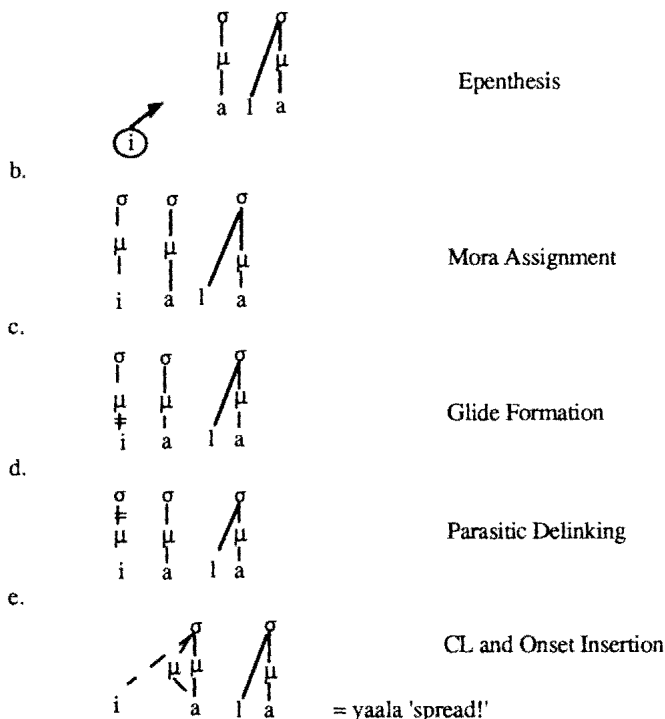 σ σ
μ μ
a l a Epenthesis
i
b.
σ σ σ
μ μ μ Mora Assignment
i a l a
c.
σ σ σ
μ μ μ Glide Formation
i a l a
d.
σ σ σ
μ μ μ Parasitic Delinking
i a l a
e.
σ σ CL and Onset Insertion
μ μ μ
i a l a = yaala 'spread!'